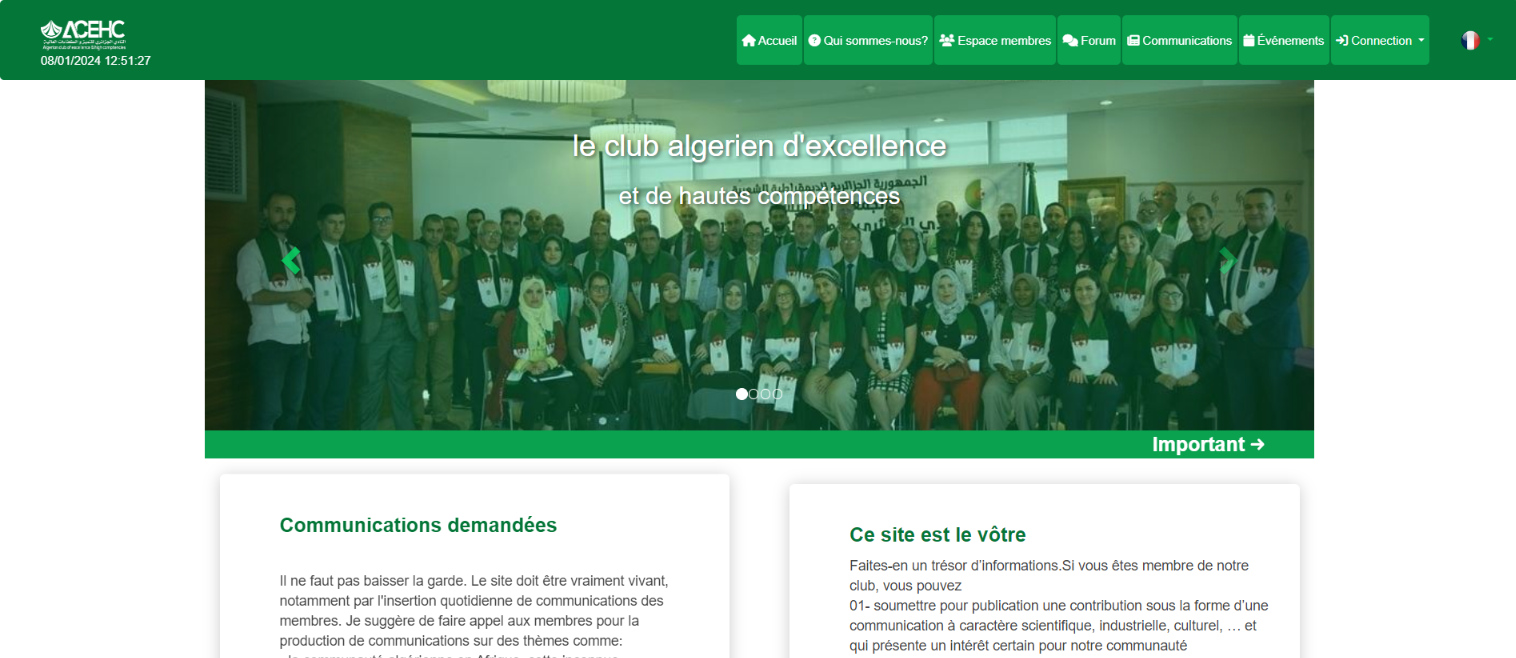 ACEHC
النادي الجزائري للتميز و الكفاءات العالية
Algerian club of excellence & high competences
08/01/2024 12:51:27
Accueil
Qui sommes-nous?
Espace membres
Forum
Communications
Événements
Connection
le club algerien d'excellence
الجمهورية الجزائرية الديمقراطية الشعبية
et de hautes compétences
Important →
Communications demandées
Il ne faut pas baisser la garde. Le site doit être vraiment vivant,
notamment par l'insertion quotidienne de communications des
membres. Je suggère de faire appel aux membres pour la
production de communications sur des thèmes comme:
Ce site est le vôtre
Faites-en un trésor d’informations.Si vous êtes membre de notre
club, vous pouvez
01- soumettre pour publication une contribution sous la forme d’une
communication à caractère scientifique, industrielle, culturel, … et
qui présente un intérêt certain pour notre communauté